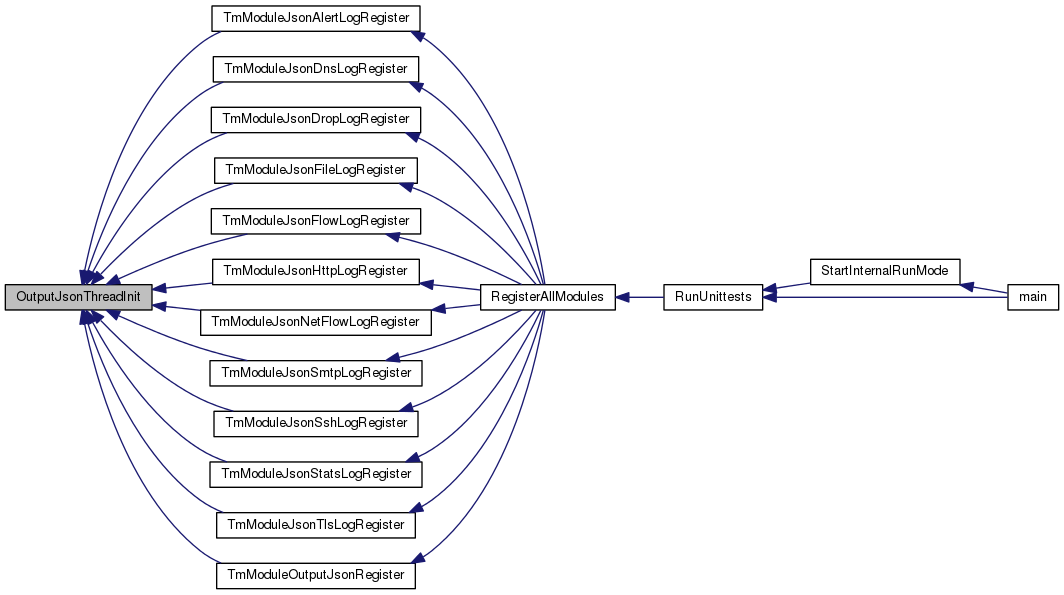 TmModuleJsonAlertLogRegister
TmModuleJsonDnsLogRegister
TmModuleJsonDropLogRegister
TmModuleJsonFileLogRegister
TmModuleJsonFlowLogRegister
TmModuleJsonHttpLogRegister
StartInternalRunMode
OutputJsonThreadInit
RegisterAllModules
RunUnittests
main
TmModuleJsonNetFlowLogRegister
TmModuleJsonSmtpLogRegister
TmModuleJsonSshLogRegister
TmModuleJsonStatsLogRegister
TmModuleJsonTlsLogRegister
TmModuleOutputJsonRegister